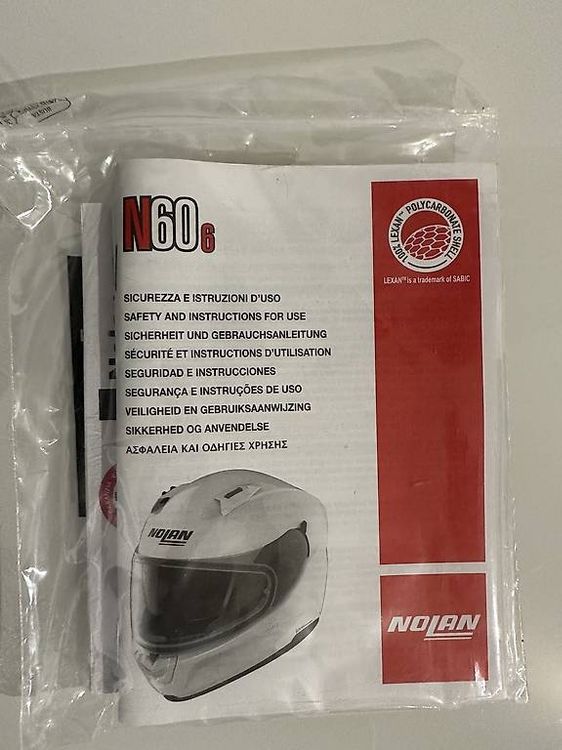 N60 6
100% LEXAN™ POLYCARBONATE SHELL
LEXAN™ is a trademark of SABIC
SICUREZZA E ISTRUZIONI D'USO
SAFETY AND INSTRUCTIONS FOR USE
SICHERHEIT UND GEBRAUCHSANLEITUNG
SÉCURITÉ ET INSTRUCTIONS D'UTILISATION
SEGURIDAD E INSTRUCCIONES
SEGURANÇA E INSTRUÇÕES DE USO
VEILIGHEID EN GEBRUIKSAANWIJZING
SIKKERHED OG ANVENDELSE
ΑΣΦΑΛΕΙΑ ΚΑΙ ΟΔΗΓΙΕΣ ΧΡΗΣΗΣ
NOLAN
NOLAN